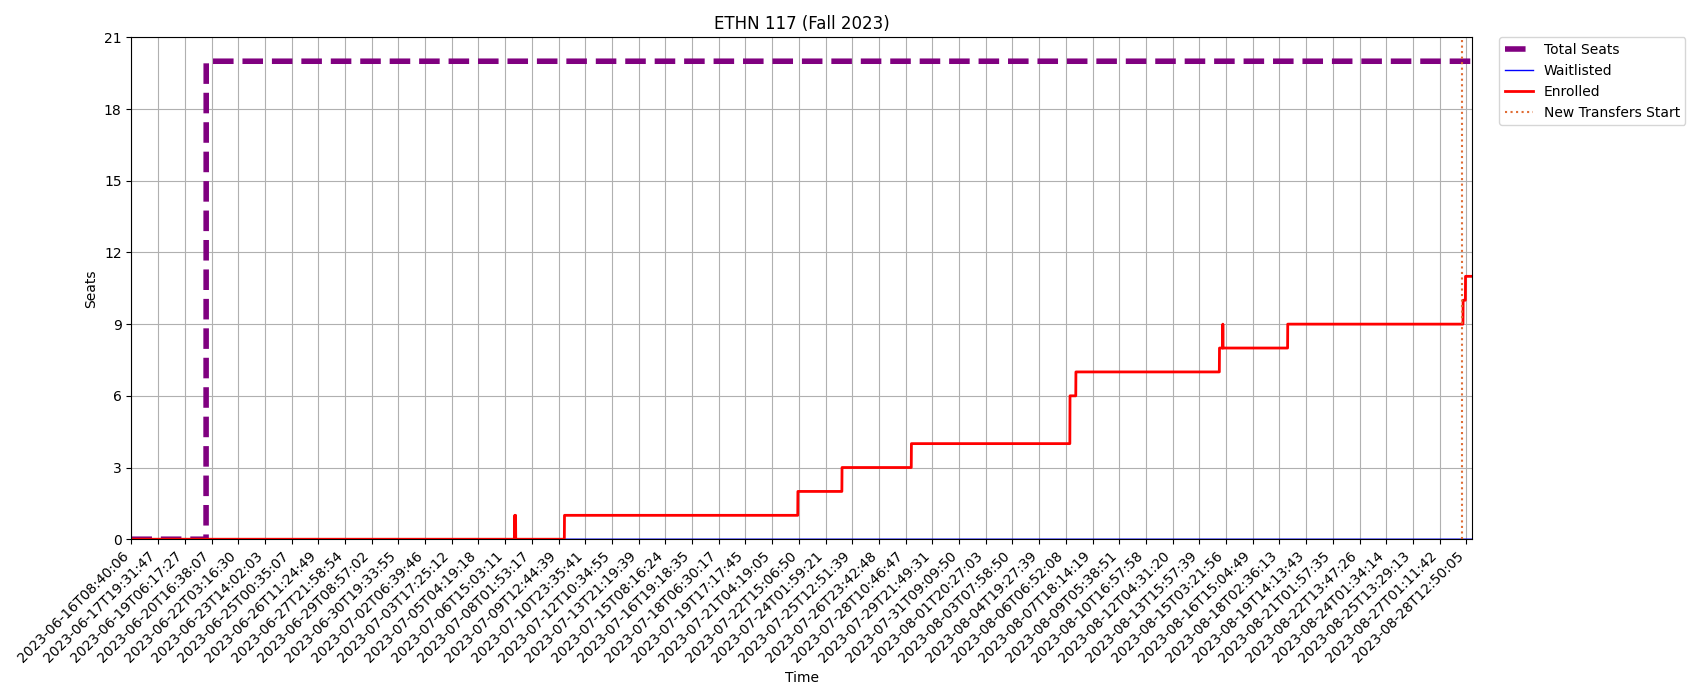 ETHN 117 (Fall 2023)
21
18
15
12
9
6
3
0
Seats
2023-06-16T08:40:06
2023-06-17T19:31:47
2023-06-19T06:17:27
2023-06-20T16:38:07
2023-06-22T03:16:30
2023-06-23T14:02:03
2023-06-25T00:35:07
2023-06-26T11:24:49
2023-06-27T21:58:54
2023-06-29T08:57:02
2023-06-30T19:33:55
2023-07-02T06:39:46
2023-07-03T17:25:12
2023-07-05T04:19:18
2023-07-06T15:03:11
2023-07-08T01:53:17
2023-07-09T12:44:39
2023-07-10T23:35:41
2023-07-12T10:34:55
2023-07-13T21:19:39
2023-07-15T08:16:24
2023-07-16T19:18:35
2023-07-18T06:30:17
2023-07-19T17:17:45
2023-07-21T04:19:05
2023-07-22T15:06:50
2023-07-24T01:59:21
2023-07-25T12:51:39
2023-07-26T23:42:48
2023-07-28T10:46:47
2023-07-29T21:49:31
2023-07-31T09:09:50
2023-08-01T20:27:03
2023-08-03T07:58:50
2023-08-04T19:27:39
2023-08-06T06:52:08
2023-08-07T18:14:19
2023-08-09T05:38:51
2023-08-10T16:57:58
2023-08-12T04:31:20
2023-08-13T15:57:39
2023-08-15T03:21:56
2023-08-16T15:04:49
2023-08-18T02:36:13
2023-08-19T14:13:43
2023-08-21T01:57:35
2023-08-22T13:47:26
2023-08-24T01:34:14
2023-08-25T13:29:13
2023-08-27T01:11:42
2023-08-28T12:50:05
Time
Total Seats
Waitlisted
Enrolled
New Transfers Start